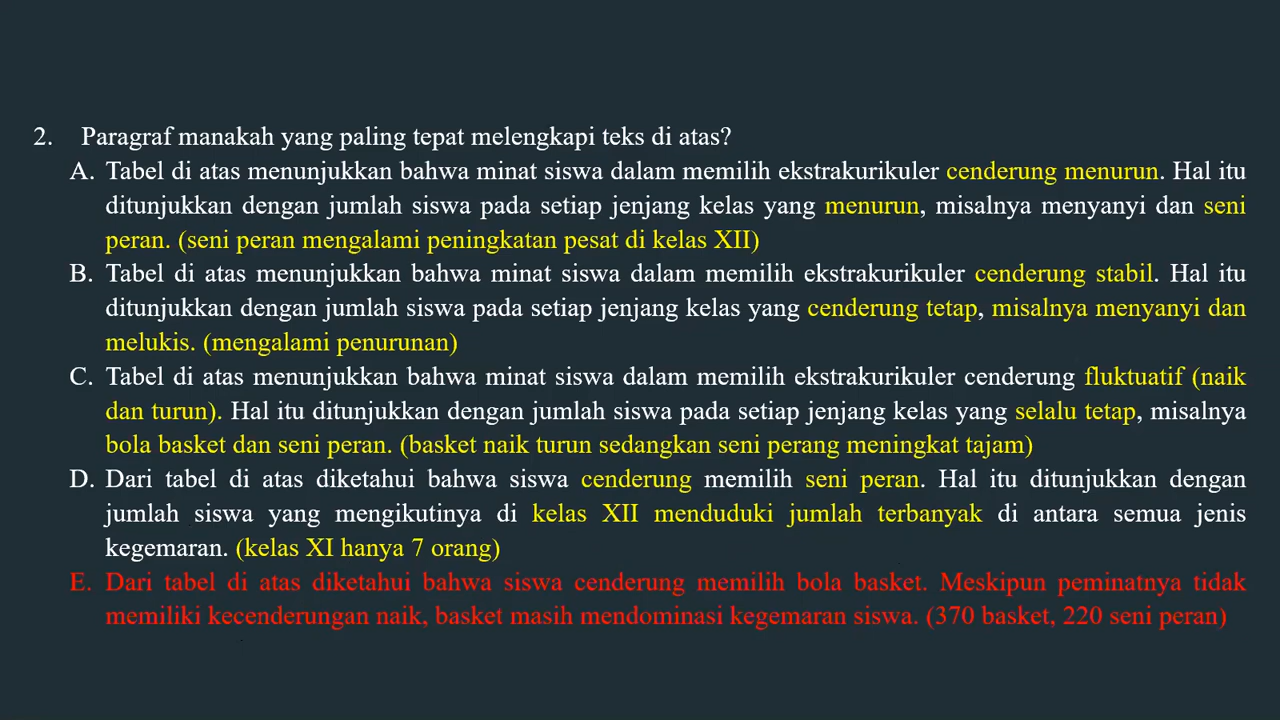 2. Paragraf manakah yang paling tepat melengkapi teks di atas?
A. Tabel di atas menunjukkan bahwa minat siswa dalam memilih ekstrakurikuler cenderung menurun. Hal itu
ditunjukkan dengan jumlah siswa pada setiap jenjang kelas yang menurun, misalnya menyanyi dan seni
peran. (seni peran mengalami peningkatan pesat di kelas XII)
B. Tabel di atas menunjukkan bahwa minat siswa dalam memilih ekstrakurikuler cenderung stabil. Hal itu
ditunjukkan dengan jumlah siswa pada setiap jenjang kelas yang cenderung tetap, misalnya menyanyi dan
melukis. (mengalami penurunan)
C. Tabel di atas menunjukkan bahwa minat siswa dalam memilih ekstrakurikuler cenderung fluktuatif (naik
dan turun). Hal itu ditunjukkan dengan jumlah siswa pada setiap jenjang kelas yang selalu tetap, misalnya
bola basket dan seni peran. (basket naik turun sedangkan seni perang meningkat tajam)
D. Dari tabel di atas diketahui bahwa siswa cenderung memilih seni peran. Hal itu ditunjukkan dengan
jumlah siswa yang mengikutinya di kelas XII menduduki jumlah terbanyak di antara semua jenis
kegemaran. (kelas XI hanya 7 orang)
E. Dari tabel di atas diketahui bahwa siswa cenderung memilih bola basket. Meskipun peminatnya tidak
memiliki kecenderungan naik, basket masih mendominasi kegemaran siswa. (370 basket, 220 seni peran)